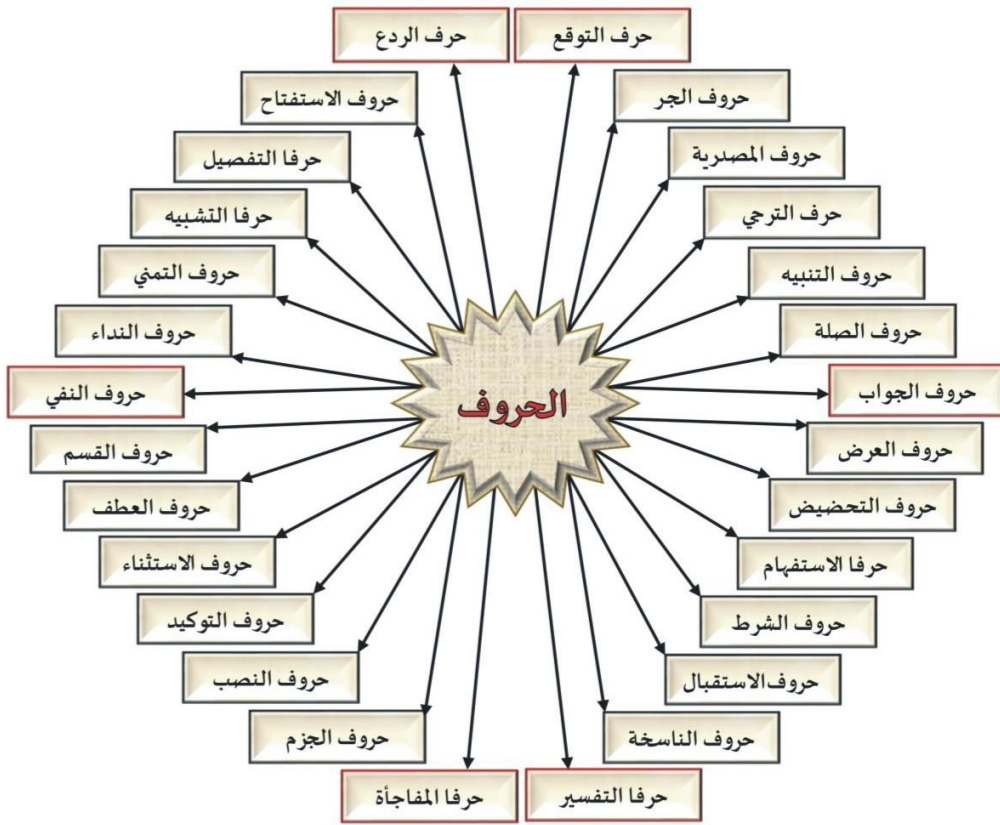 حرف التوقع
حرف الردع
حروف الجر
حروف الاستفتاح
حروف المصدرية
حرفا التفصيل
حرف الترجي
حرفا التشبيه
حروف التنبيه
حروف التمني
حروف الصلة
حروف النداء
حروف الجواب
الحروف
حروف النفي
حروف العرض
حروف القسم
حروف التحضيض
حروف العطف
حرفا الاستفهام
حروف الاستثناء
حروف الشرط
حروف التوكيد
حروف الاستقبال
حروف النصب
حروف الناسخة
حروف الجزم
حرفا التفسير
حرفا المفاجأة